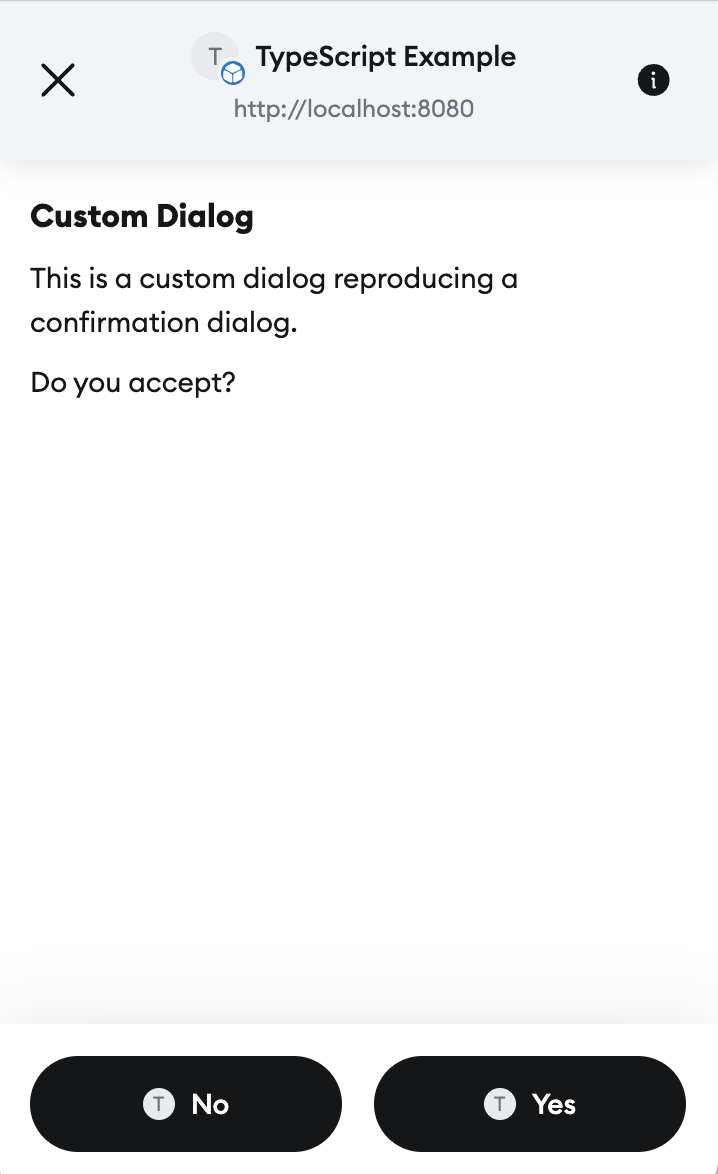 T TypeScript Example
http://localhost:8080
Custom Dialog
This is a custom dialog reproducing a
confirmation dialog.
Do you accept?
T No
T Yes